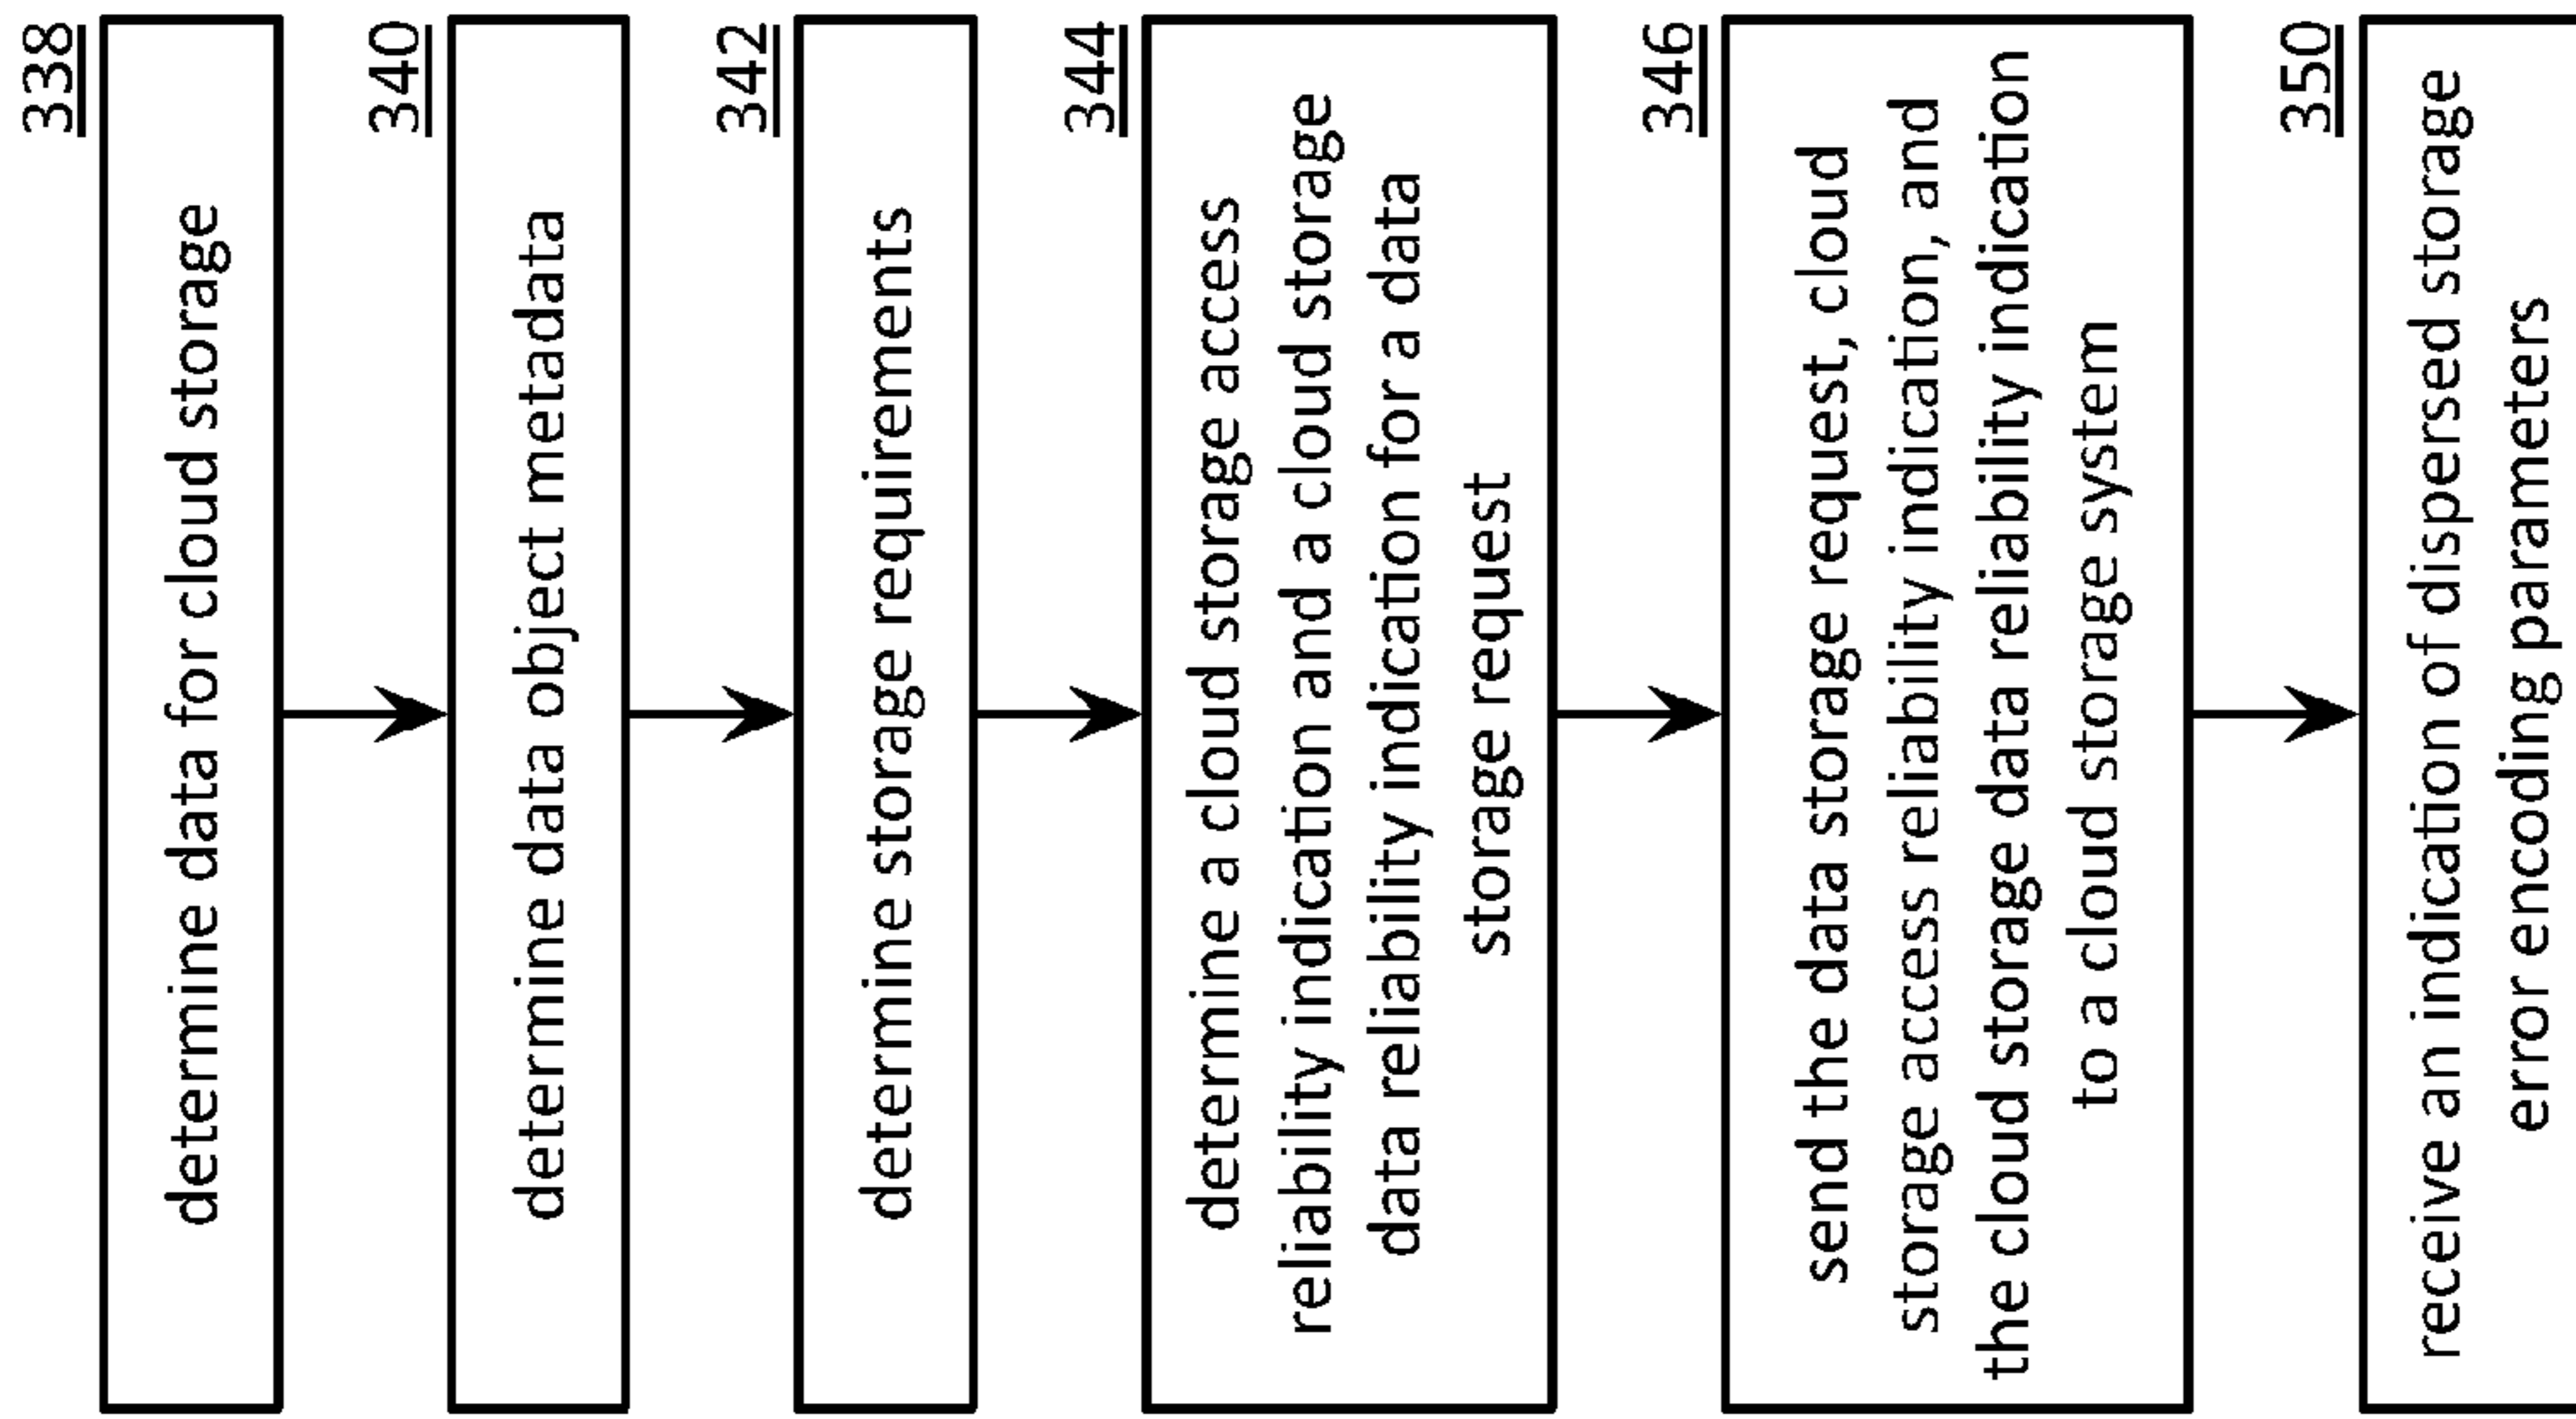 338
determine data for cloud storage
340
determine data object metadata
342
determine storage requirements
344
determine a cloud storage access
reliability indication and a cloud storage
data reliability indication for a data
storage request
346
send the data storage request, cloud
storage access reliability indication, and
the cloud storage data reliability indication
to a cloud storage system
350
receive an indication of dispersed storage
error encoding parameters